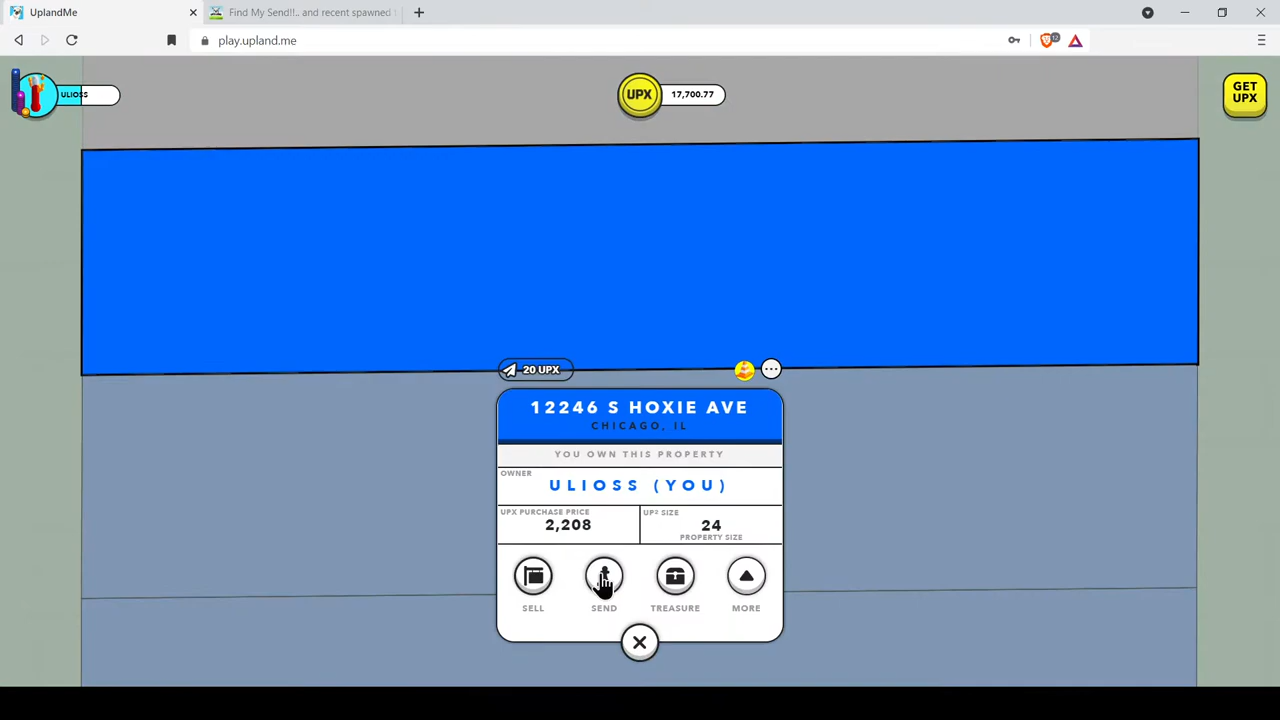 UplandMe
Find My Send!!.. and recent spawned t
play.upland.me
12
ULIOSS
UPX
17,700.77
GET
UPX
20 UPX
12246 S HOXIE AVE
CHICAGO, IL
YOU OWN THIS PROPERTY
OWNER
ULIOSS (YOU)
UPX PURCHASE PRICE
2,208
UP² SIZE
24
PROPERTY SIZE
SELL
SEND
TREASURE
MORE